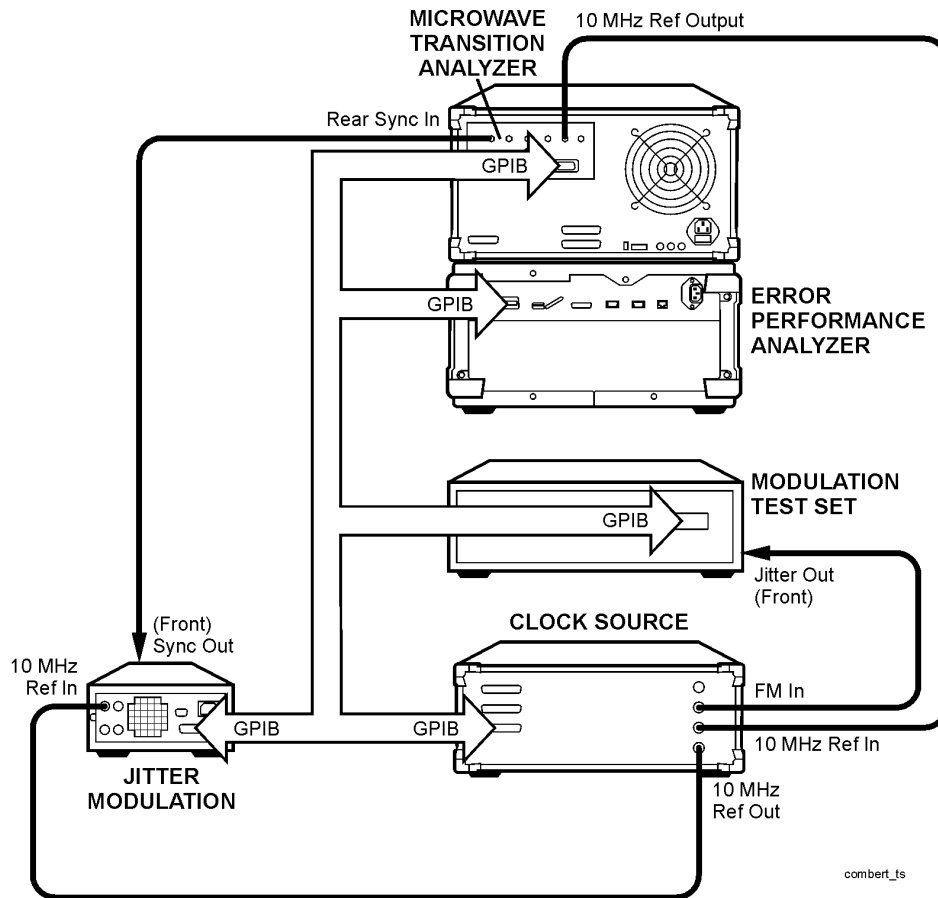 MICROWAVE
TRANSITION
ANALYZER
10 MHz Ref Output
Rear Sync In
GPIB
GPIB
ERROR
PERFORMANCE
ANALYZER
MODULATION
TEST SET
GPIB
Jitter Out
(Front)
CLOCK SOURCE
(Front)
Sync Out
10 MHz
Ref In
FM In
GPIB
GPIB
10 MHz Ref In
JITTER
MODULATION
10 MHz
Ref Out
combert_ts